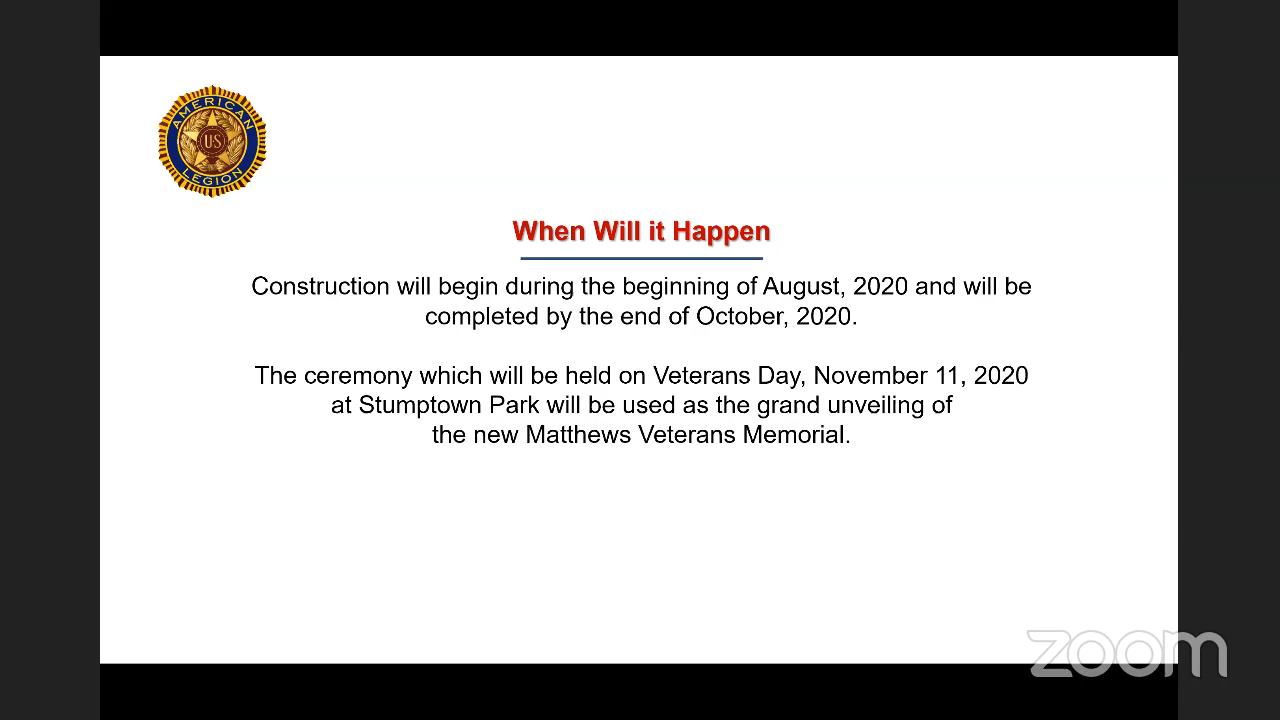 AMERICAN
US
LEGION
When Will it Happen
Construction will begin during the beginning of August, 2020 and will be
completed by the end of October, 2020.
The ceremony which will be held on Veterans Day, November 11, 2020
at Stumptown Park will be used as the grand unveiling of
the new Matthews Veterans Memorial.
zoom